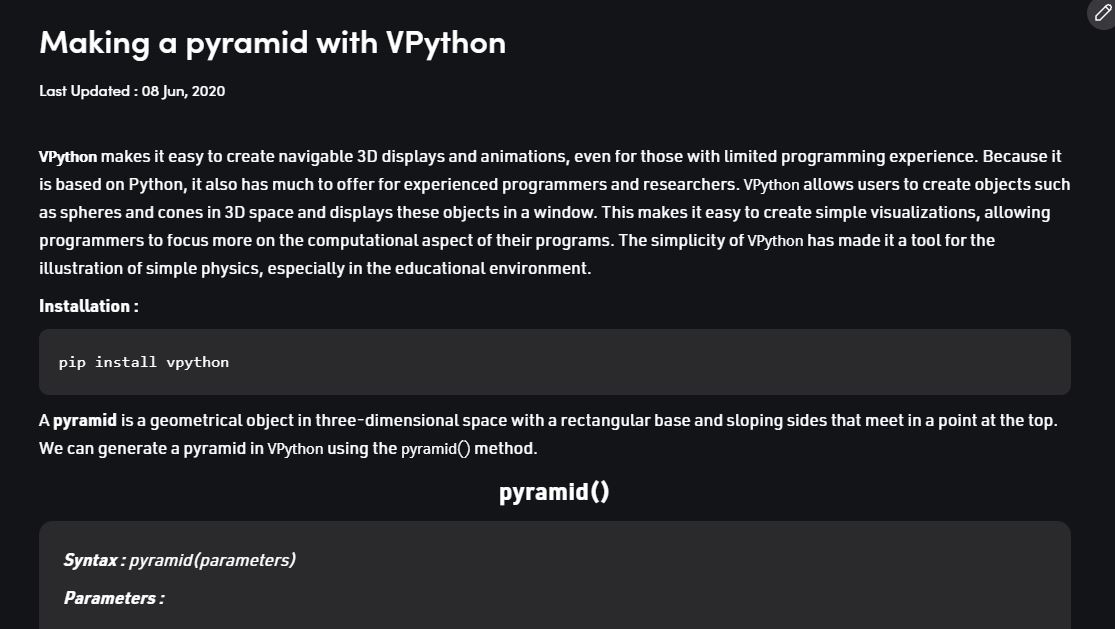 Making a pyramid with VPython
Last Updated : 08 Jun, 2020
VPython makes it easy to create navigable 3D displays and animations, even for those with limited programming experience. Because it
is based on Python, it also has much to offer for experienced programmers and researchers. VPython allows users to create objects such
as spheres and cones in 3D space and displays these objects in a window. This makes it easy to create simple visualizations, allowing
programmers to focus more on the computational aspect of their programs. The simplicity of VPython has made it a tool for the
illustration of simple physics, especially in the educational environment.
Installation :
pip install vpython
A pyramid is a geometrical object in three-dimensional space with a rectangular base and sloping sides that meet in a point at the top.
We can generate a pyramid in VPython using the pyramid() method.
pyramid()
Syntax : pyramid(parameters)
Parameters :